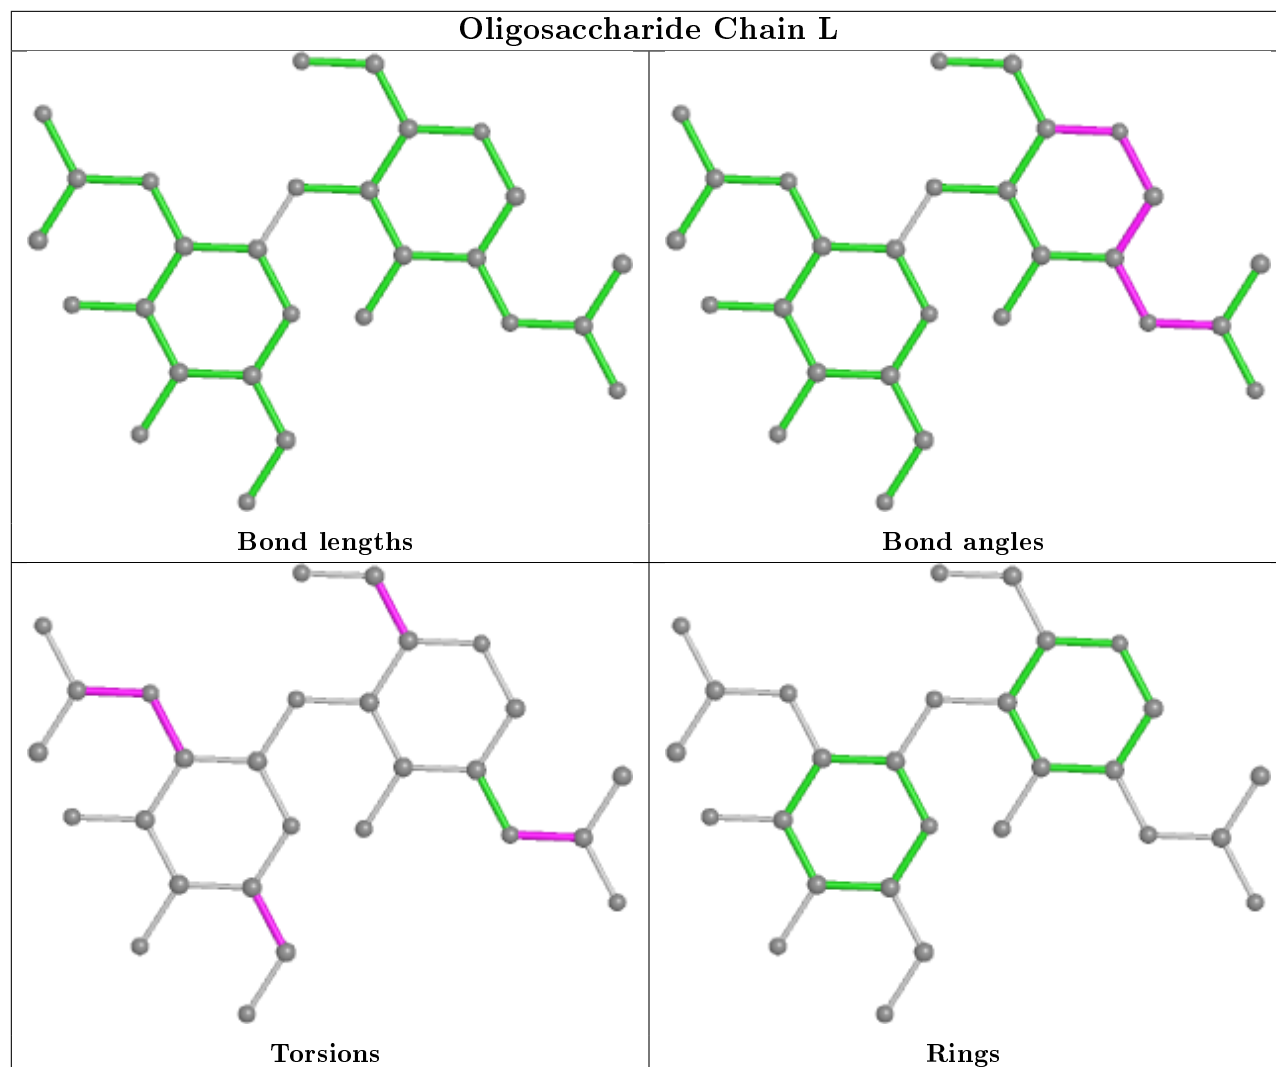 Oligosaccharide Chain L
Bond lengths
Bond angles
Torsions
Rings